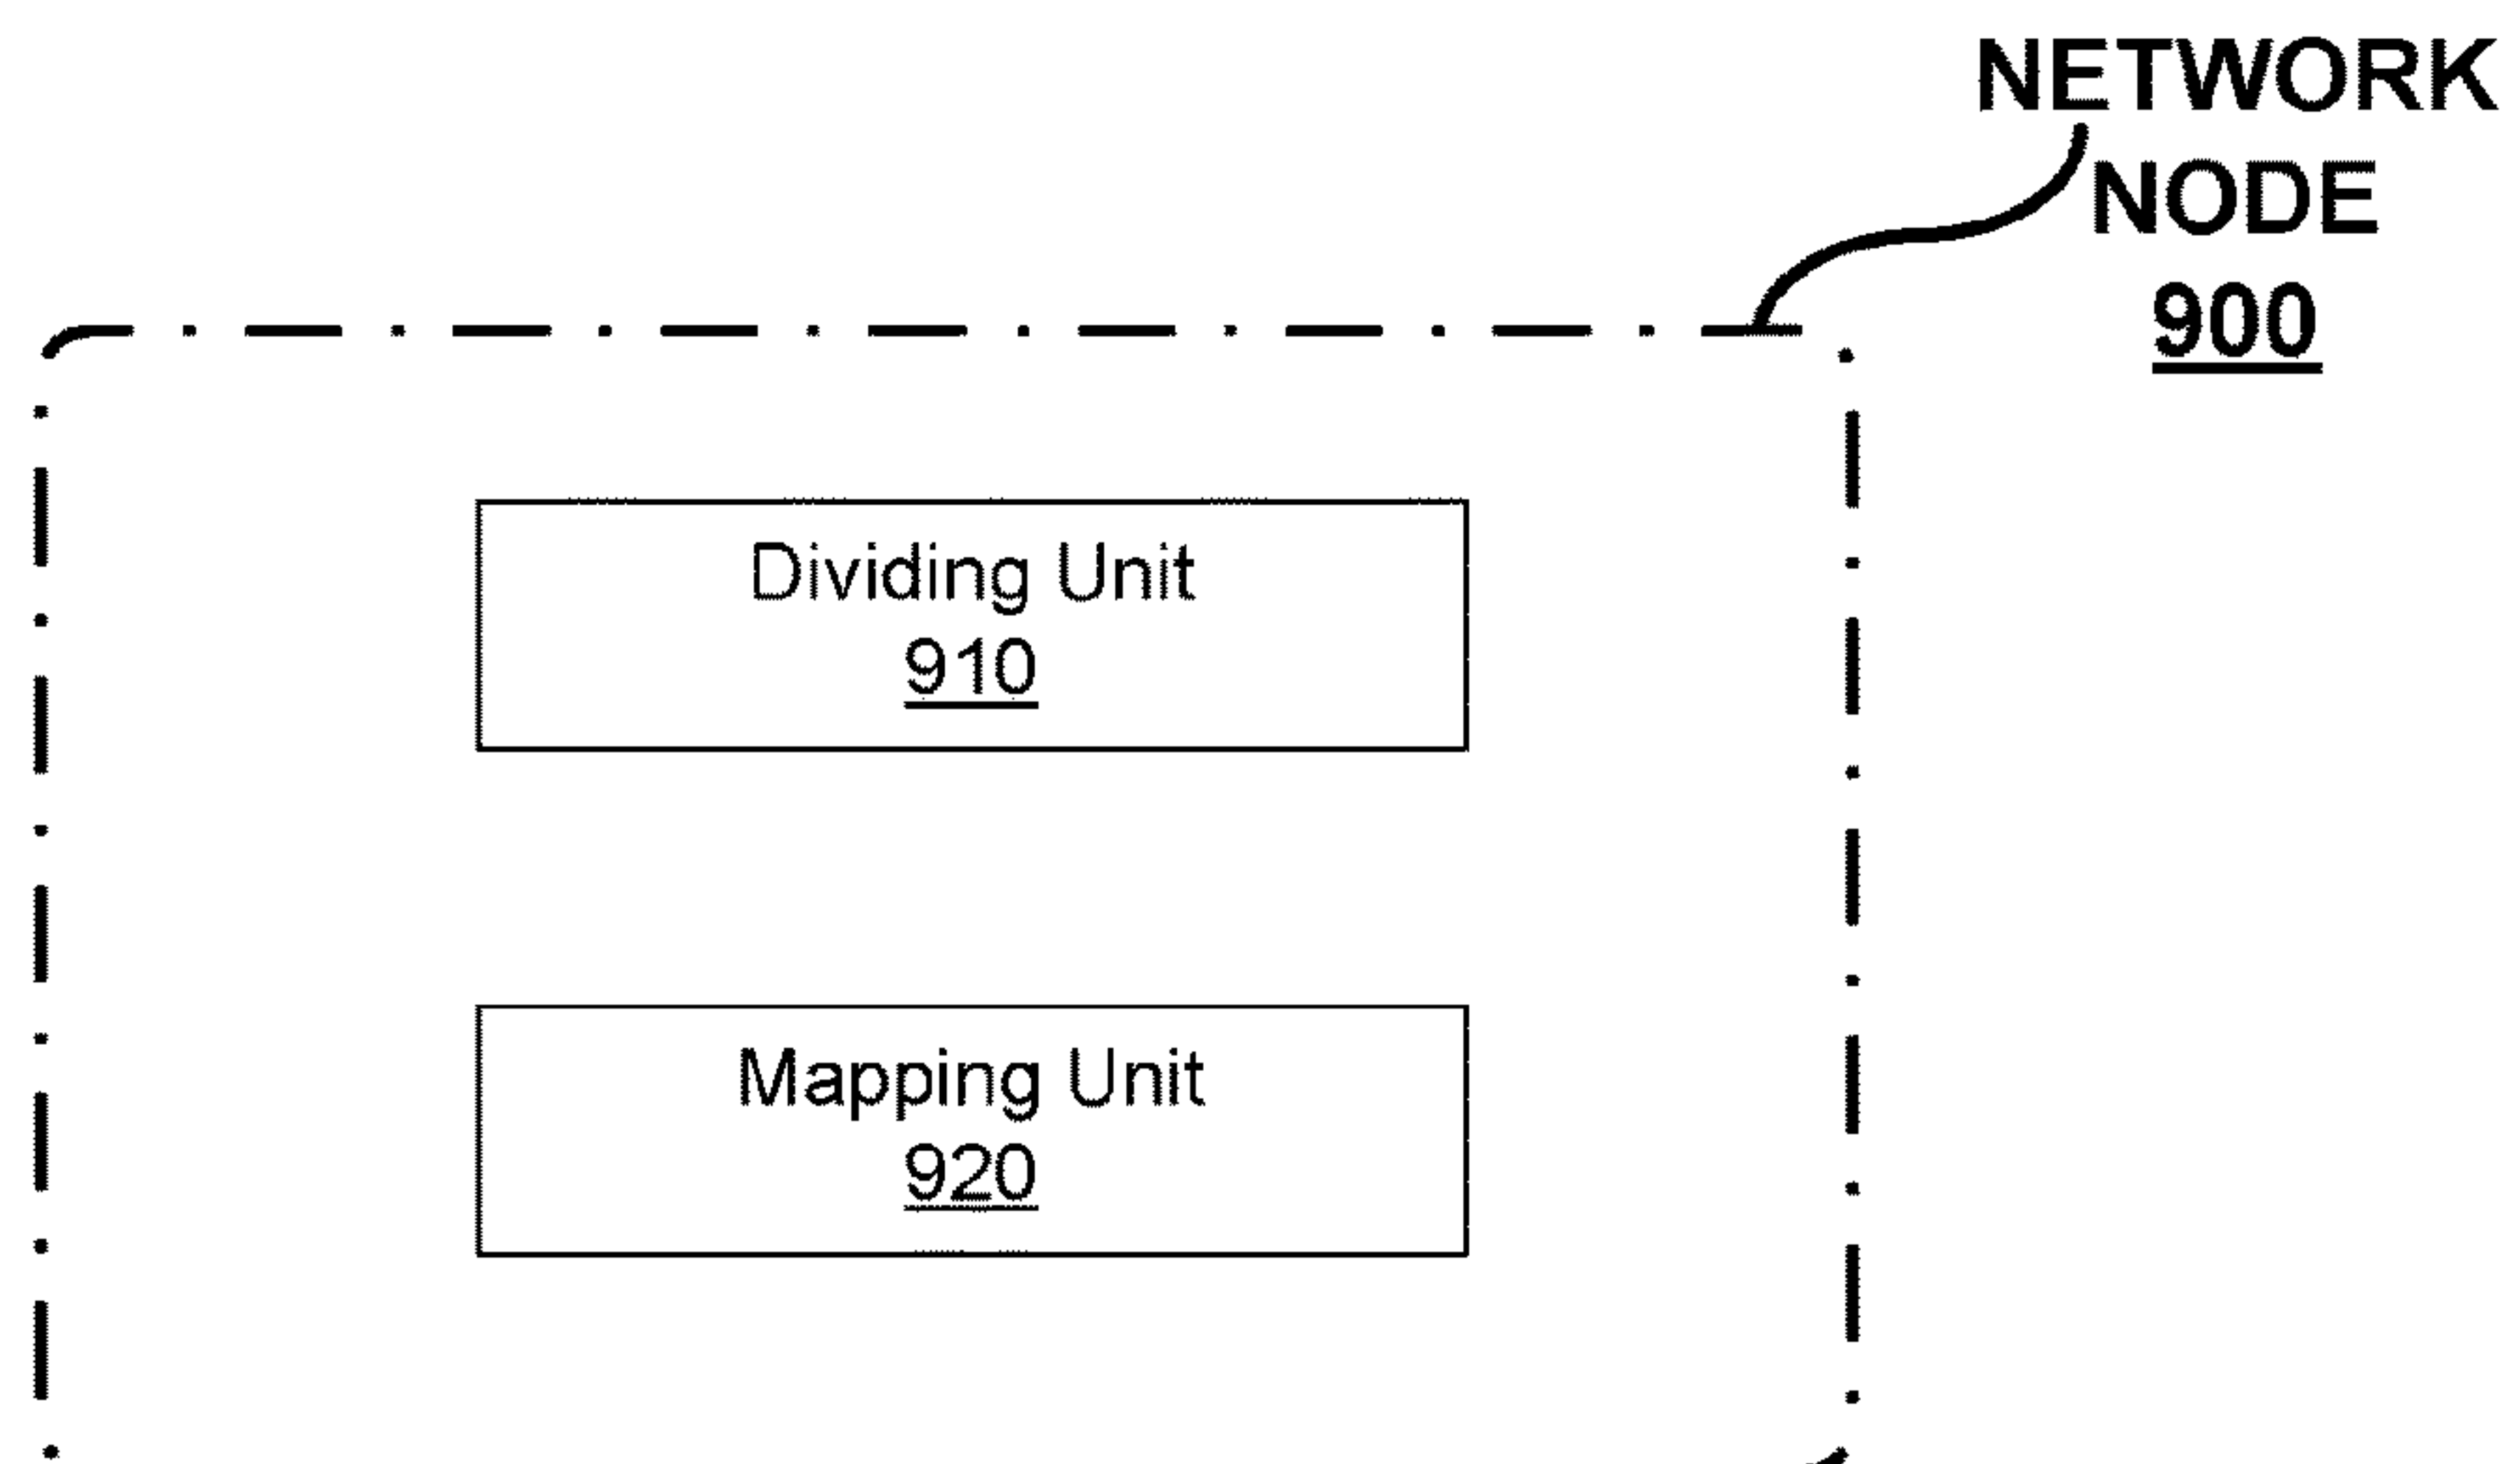 NETWORK
NODE
900
Dividing Unit
910
Mapping Unit
920